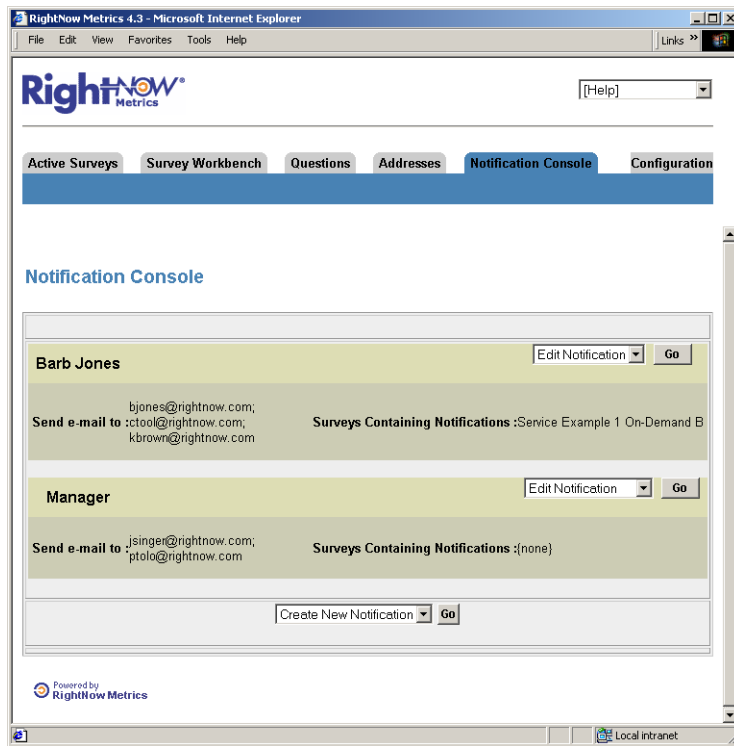 RightNow Metrics 4.3 - Microsoft Internet Explorer
File Edit View Favorites Tools Help Links »
RightNOW®
Metrics
[Help]
Active Surveys Survey Workbench Questions Addresses Notification Console Configuration
Notification Console
Barb Jones Edit Notification Go
Send e-mail to : bjones@rightnow.com;
ctool@rightnow.com;
kbrown@rightnow.com
Surveys Containing Notifications :Service Example 1 On-Demand B
Manager Edit Notification Go
Send e-mail to : jsinger@rightnow.com;
ptolo@rightnow.com
Surveys Containing Notifications :{none}
Create New Notification Go
Powered by
RightNow Metrics
Local intranet